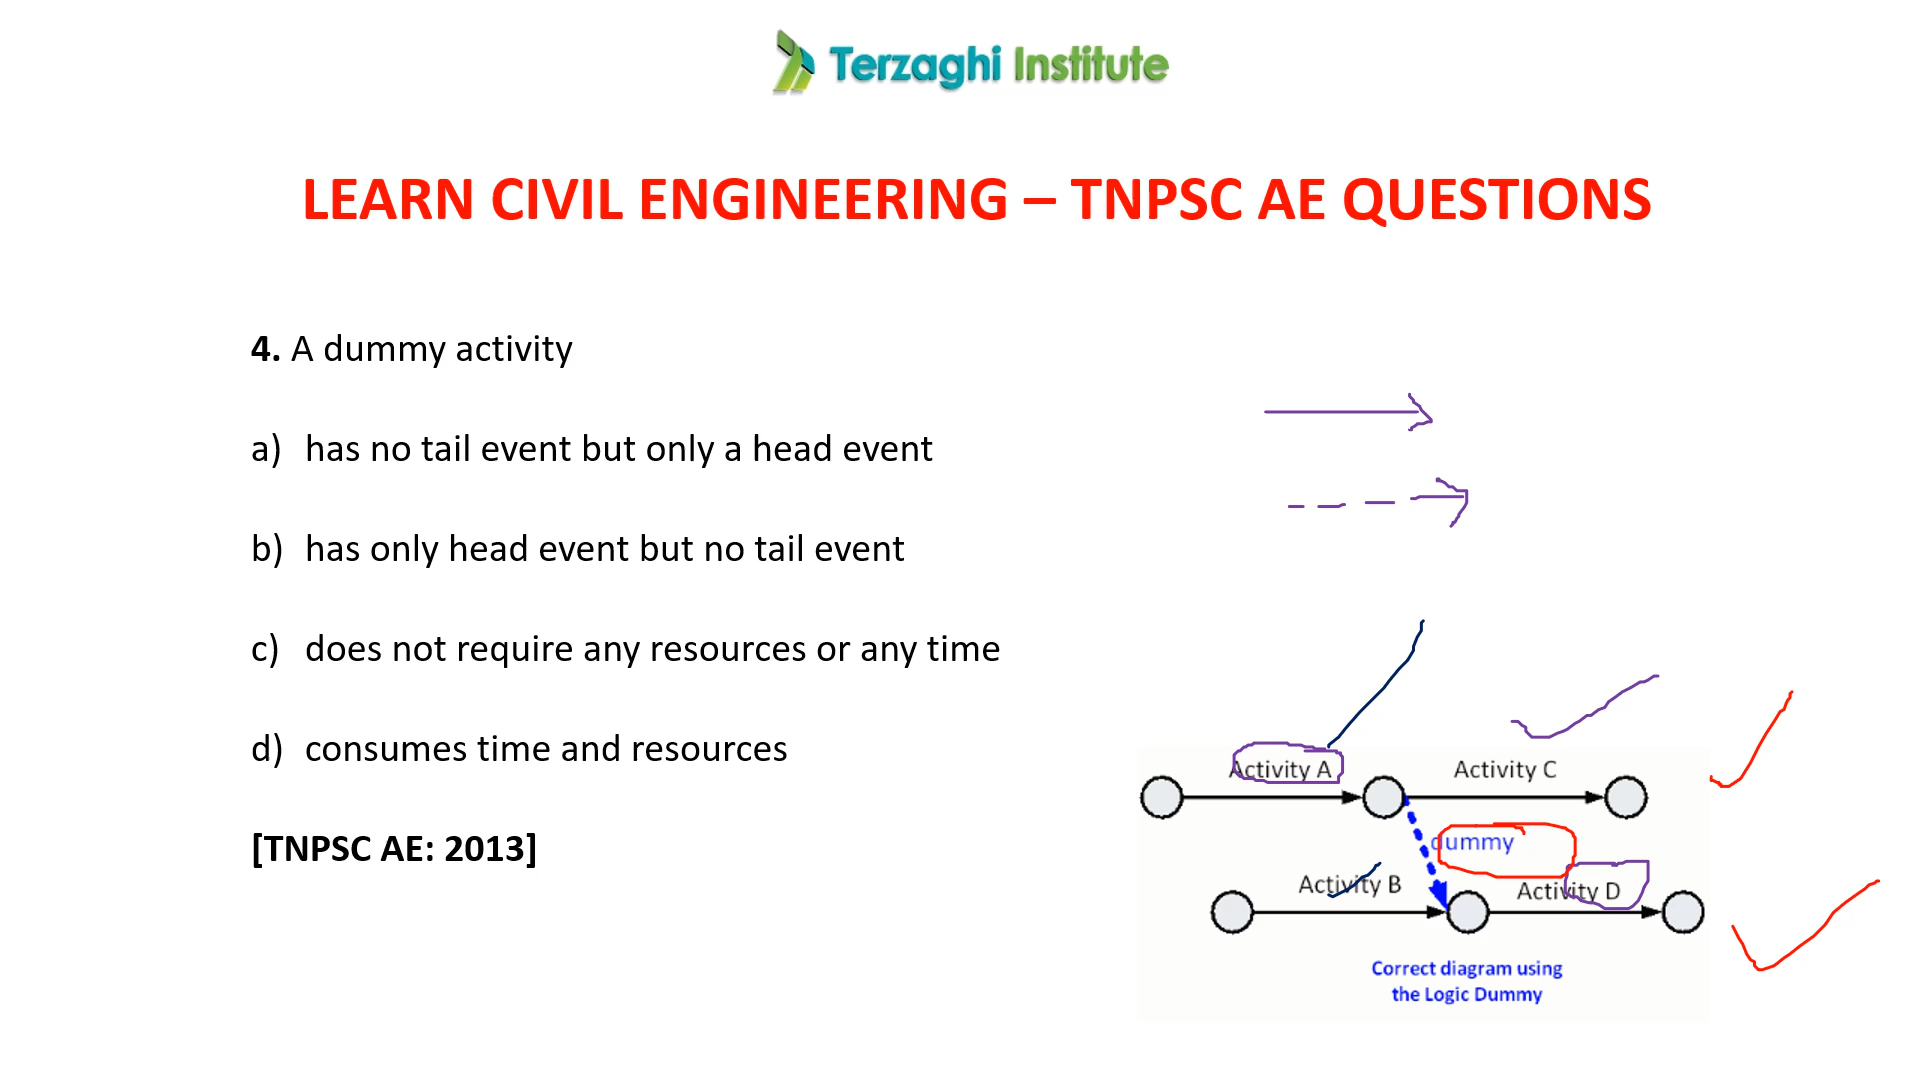 Terzaghi Institute
LEARN CIVIL ENGINEERING – TNPSC AE QUESTIONS
4. A dummy activity
a) has no tail event but only a head event
b) has only head event but no tail event
c) does not require any resources or any time
d) consumes time and resources
[TNPSC AE: 2013]
Activity A
Activity C
dummy
Activity B
Activity D
Correct diagram using
the Logic Dummy